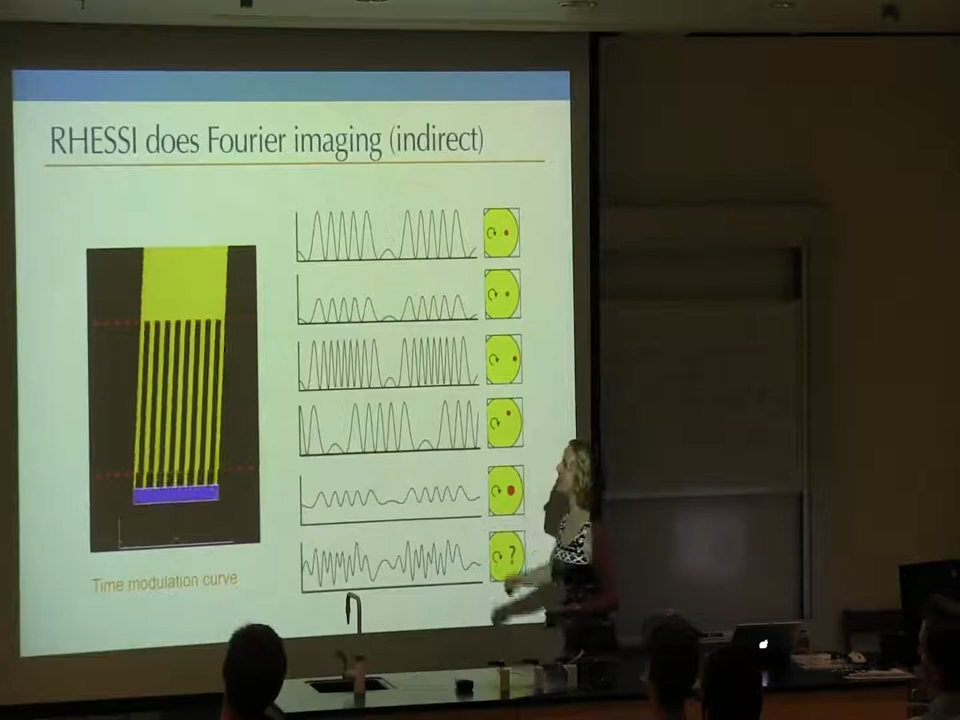 RHESSI does Fourier imaging (indirect)
?
Time modulation curve